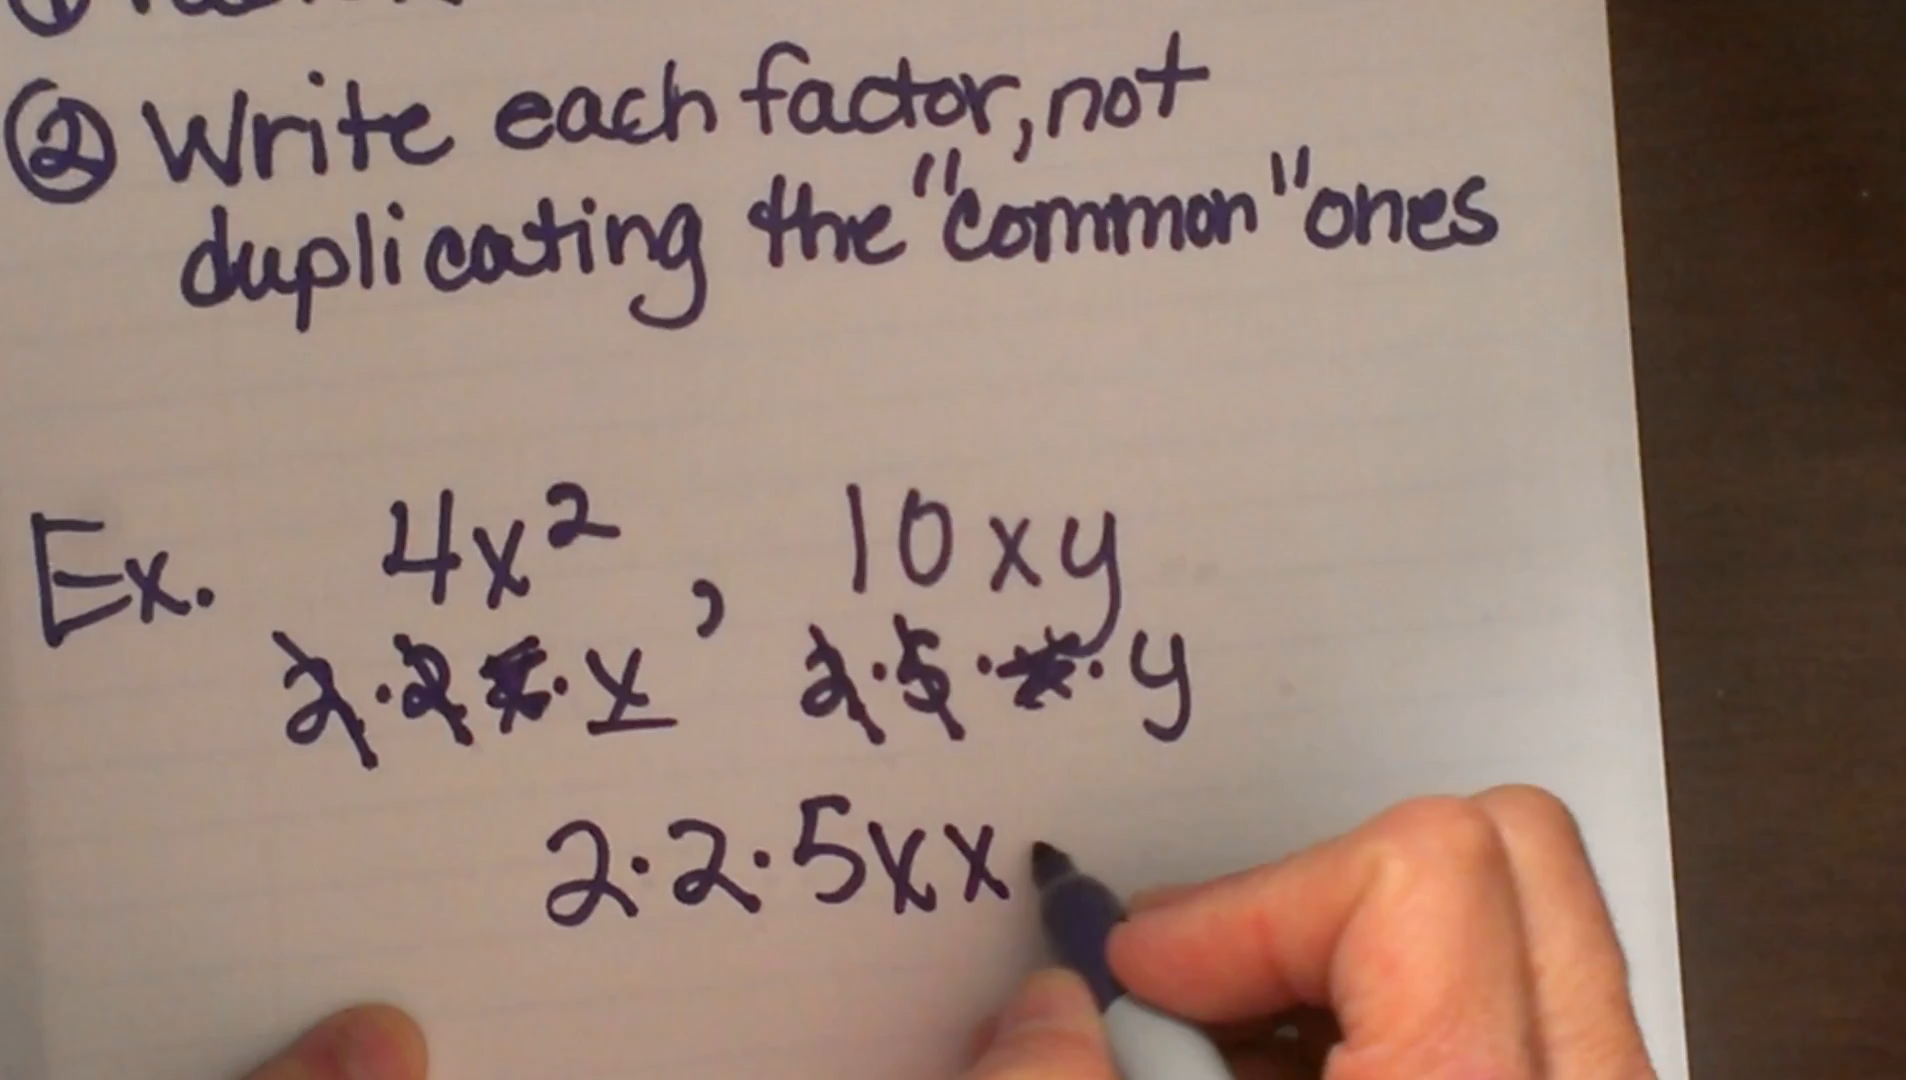 ② Write each factor, not
duplicating the "common" ones
Ex. 4x² , 10xy
2·2·x·x 2·5·x·y
2·2·5xx